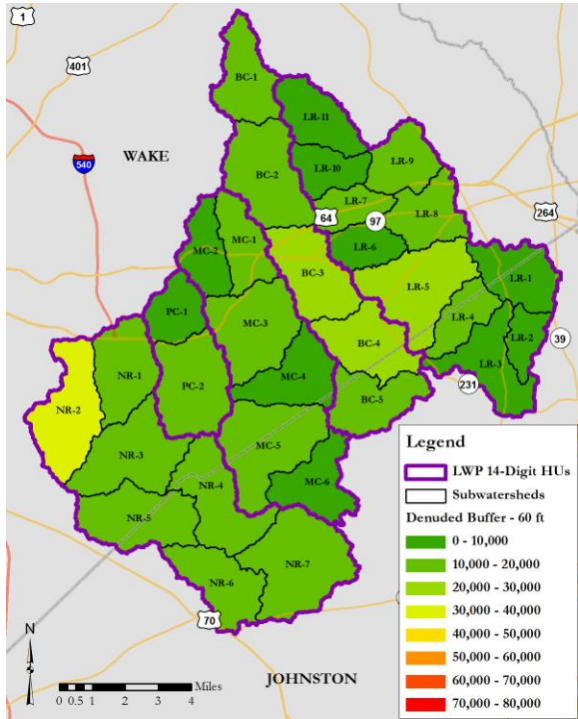 1
401
540
WAKE
BC-1
LR-11
BC-2
LR-10
LR-9
LR-7
64
97
LR-8
264
MC-2
MC-1
LR-6
BC-3
LR-5
LR-1
PC-1
MC-3
LR-4
LR-2
39
NR-1
BC-4
LR-3
NR-2
PC-2
MC-4
231
BC-5
NR-3
MC-5
NR-4
MC-6
NR-5
NR-6
NR-7
70
JOHNSTON
N
Miles
0 0.5 1 2 3 4
Legend
LWP 14-Digit HUs
Subwatersheds
Denuded Buffer - 60 ft
0 - 10,000
10,000 - 20,000
20,000 - 30,000
30,000 - 40,000
40,000 - 50,000
50,000 - 60,000
60,000 - 70,000
70,000 - 80,000